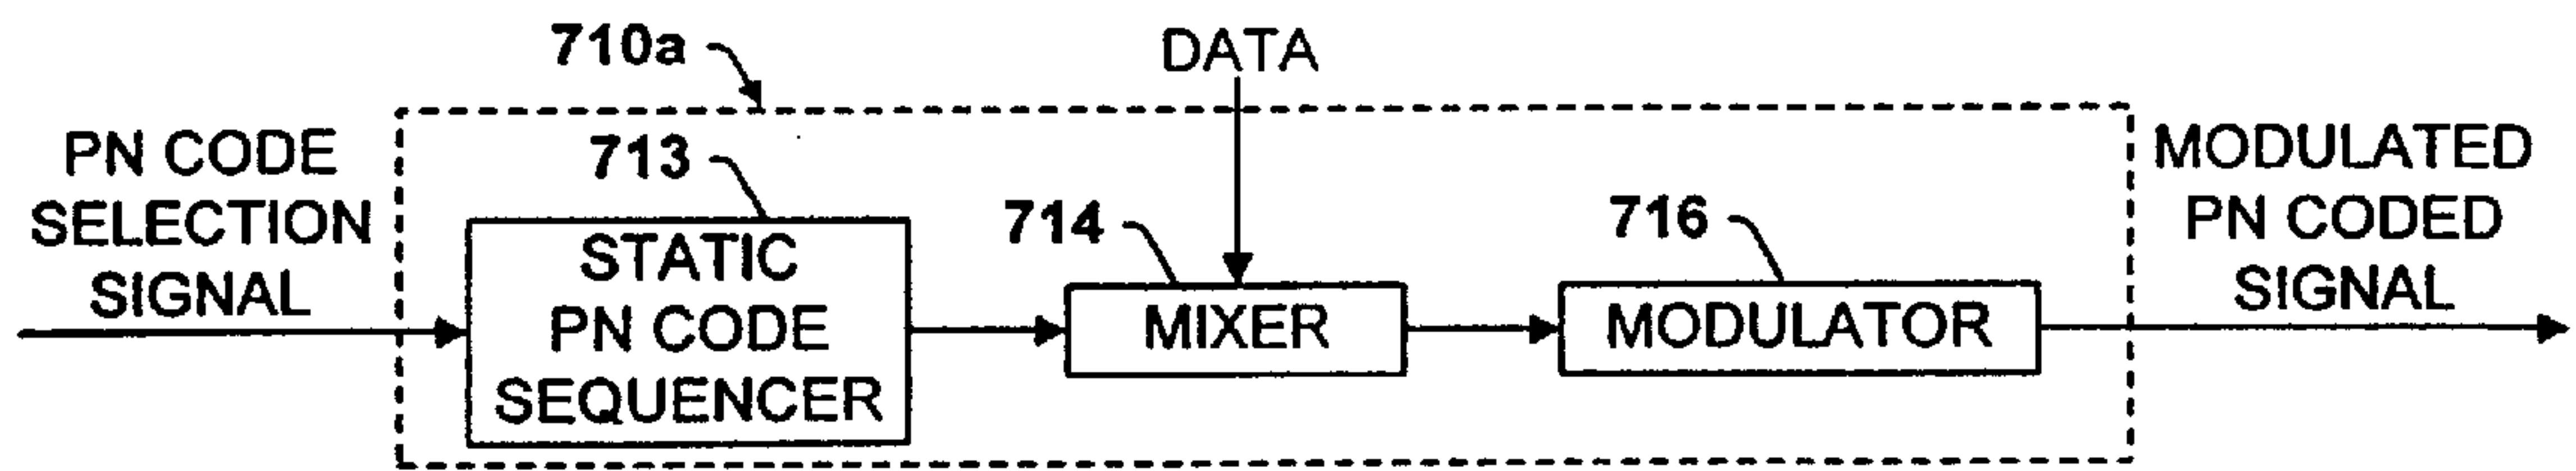 710a
DATA
PN CODE
SELECTION
SIGNAL
713
STATIC
PN CODE
SEQUENCER
714
MIXER
716
MODULATOR
MODULATED
PN CODED
SIGNAL